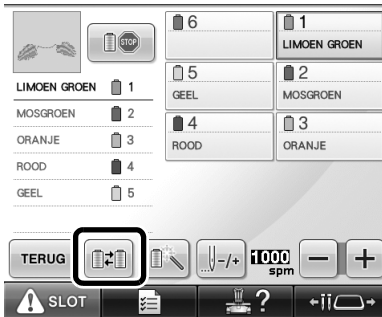 STOP
LIMOEN GROEN 1
MOSGROEN 2
ORANJE 3
ROOD 4
GEEL 5
6
1
LIMOEN GROEN
5
GEEL
2
MOSGROEN
4
ROOD
3
ORANJE
TERUG
-/+
1000
spm
− +
SLOT
?